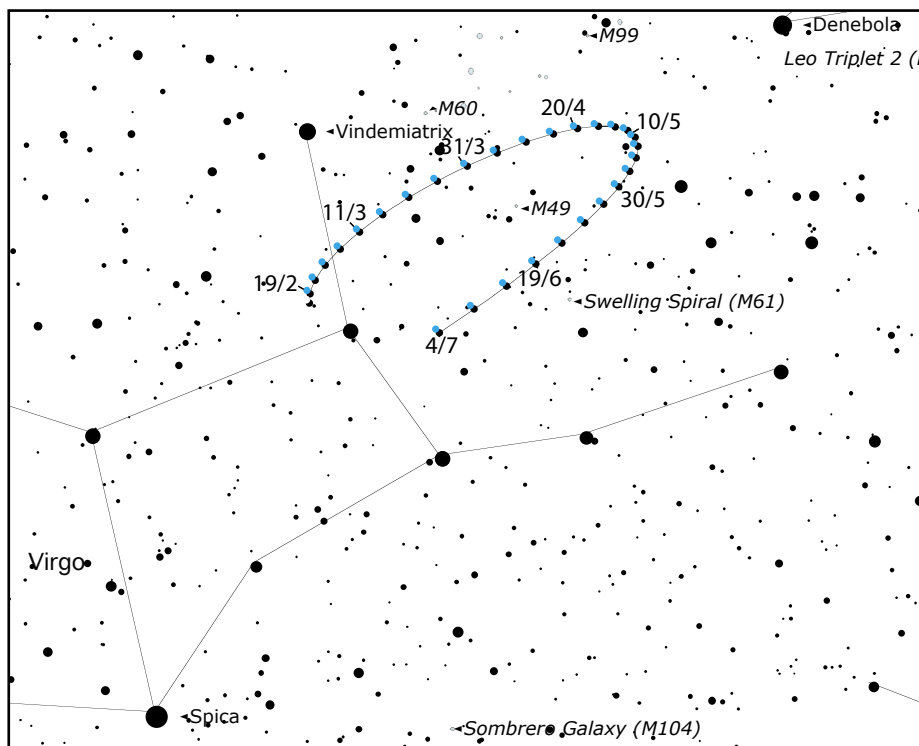 Denebola
M99
Leo Triplet 2 (
M60
20/4
10/5
Vindemiatrix
31/3
M49
30/5
11/3
19/2
19/6
Swelling Spiral (M61)
4/7
Virgo
Spica
Sombrero Galaxy (M104)